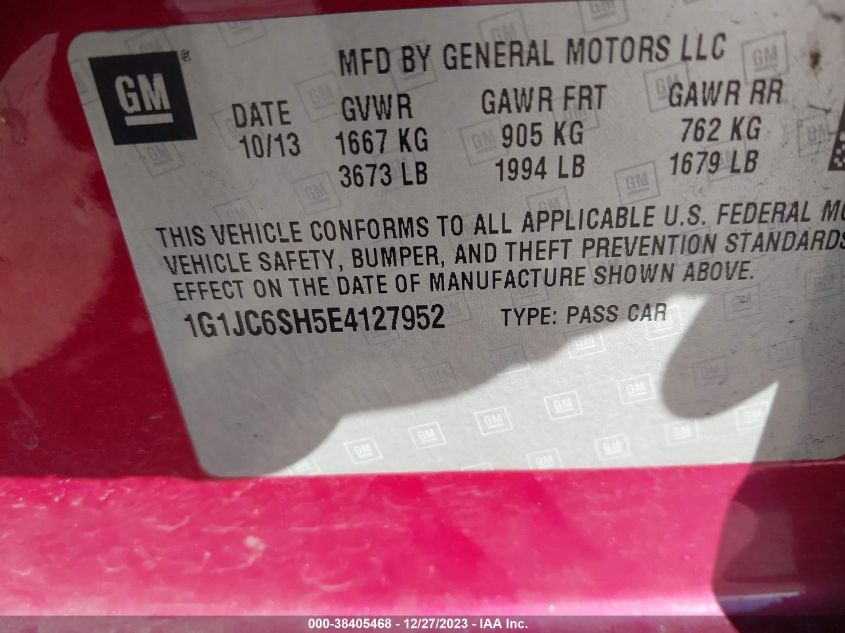 GM
®
MFD BY GENERAL MOTORS LLC
DATE GVWR GAWR FRT GAWR RR
10/13 1667 KG 905 KG 762 KG
3673 LB 1994 LB 1679 LB
THIS VEHICLE CONFORMS TO ALL APPLICABLE U.S. FEDERAL MO
VEHICLE SAFETY, BUMPER, AND THEFT PREVENTION STANDARDS
EFFECT ON THE DATE OF MANUFACTURE SHOWN ABOVE.
1G1JC6SH5E4127952 TYPE: PASS CAR
000-38405468 - 12/27/2023 - IAA Inc.